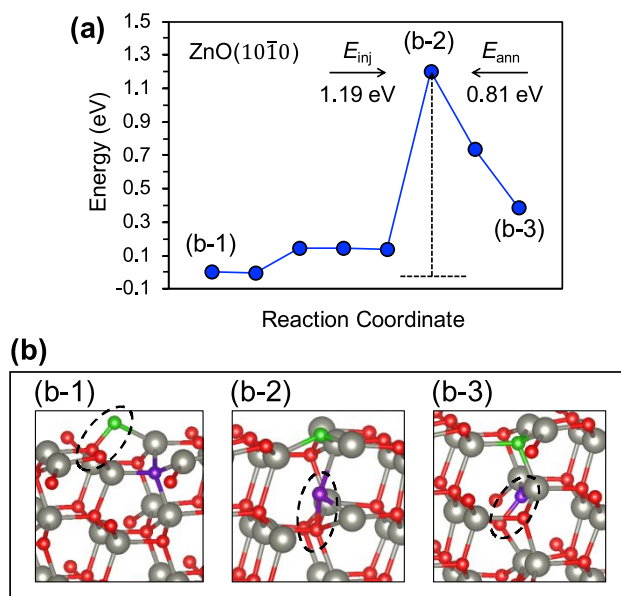 (a)
ZnO(101̄0)
E_inj
1.19 eV
(b-2)
E_ann
0.81 eV
1.5
1.3
1.1
0.9
0.7
0.5
0.3
0.1
-0.1
Energy (eV)
(b-1)
(b-3)
Reaction Coordinate
(b)
(b-1) (b-2) (b-3)